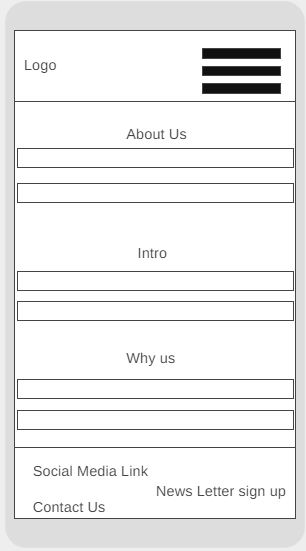 Logo
About Us
Intro
Why us
Social Media Link
News Letter sign up
Contact Us